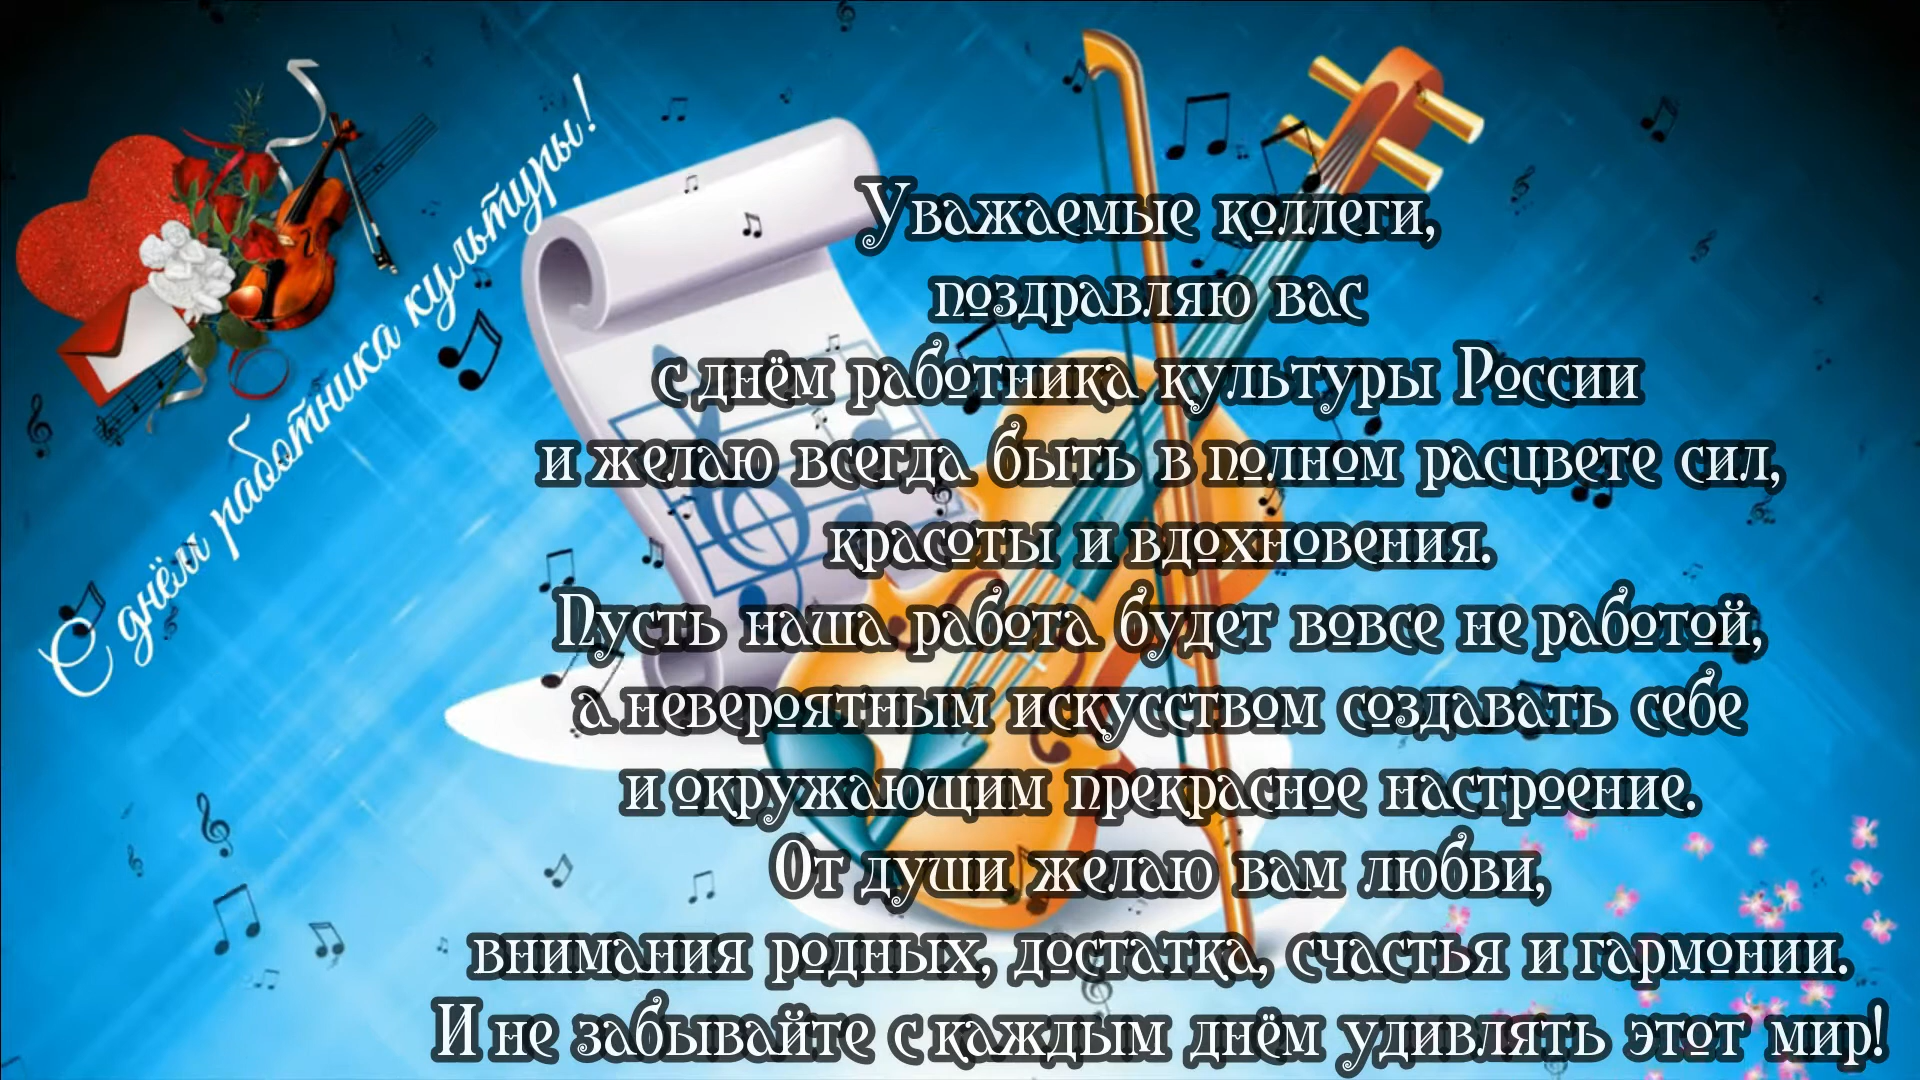 С днём работника культуры!
Уважаемые коллеги,
поздравляю вас
с днём работника культуры России
и желаю всегда быть в полном расцвете сил,
красоты и вдохновения.
Пусть наша работа будет вовсе не работой,
а невероятным искусством создавать себе
и окружающим прекрасное настроение.
От души желаю вам любви,
внимания родных, достатка, счастья и гармонии.
И не забывайте с каждым днём удивлять этот мир!